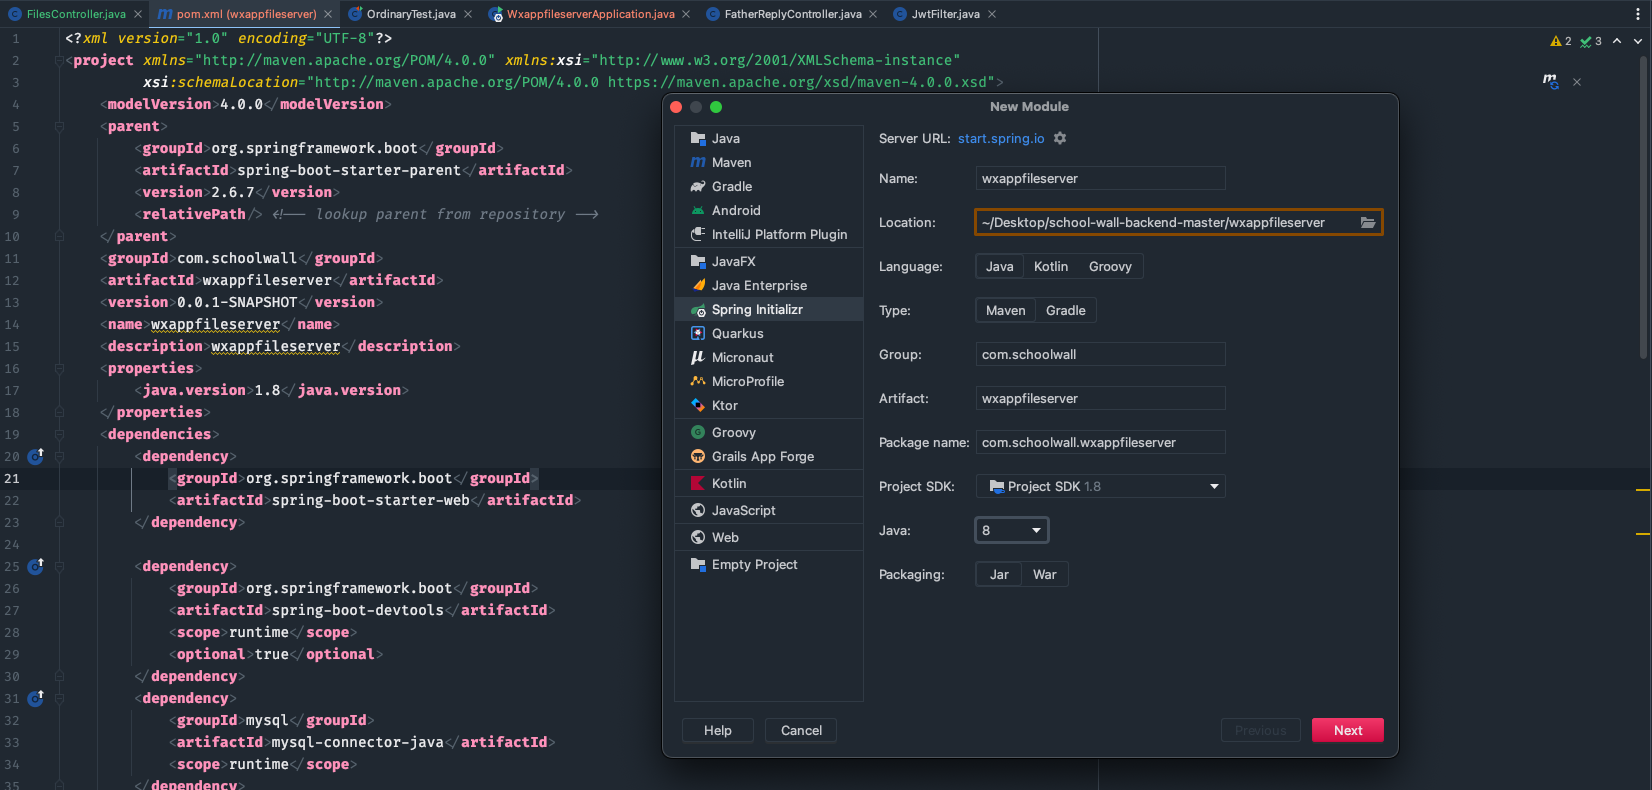 FilesController.java
pom.xml (wxappfileserver)
OrdinaryTest.java
WxappfileserverApplication.java
FatherReplyController.java
JwtFilter.java
2
3
1 <?xml version="1.0" encoding="UTF-8"?>
2 <project xmlns="http://maven.apache.org/POM/4.0.0" xmlns:xsi="http://www.w3.org/2001/XMLSchema-instance"
3 xsi:schemaLocation="http://maven.apache.org/POM/4.0.0 https://maven.apache.org/xsd/maven-4.0.0.xsd">
4 <modelVersion>4.0.0</modelVersion>
5 <parent>
6 <groupId>org.springframework.boot</groupId>
7 <artifactId>spring-boot-starter-parent</artifactId>
8 <version>2.6.7</version>
9 <relativePath/> <!-- lookup parent from repository -->
10 </parent>
11 <groupId>com.schoolwall</groupId>
12 <artifactId>wxappfileserver</artifactId>
13 <version>0.0.1-SNAPSHOT</version>
14 <name>wxappfileserver</name>
15 <description>wxappfileserver</description>
16 <properties>
17 <java.version>1.8</java.version>
18 </properties>
19 <dependencies>
20 <dependency>
21 <groupId>org.springframework.boot</groupId>
22 <artifactId>spring-boot-starter-web</artifactId>
23 </dependency>
24
25 <dependency>
26 <groupId>org.springframework.boot</groupId>
27 <artifactId>spring-boot-devtools</artifactId>
28 <scope>runtime</scope>
29 <optional>true</optional>
30 </dependency>
31 <dependency>
32 <groupId>mysql</groupId>
33 <artifactId>mysql-connector-java</artifactId>
34 <scope>runtime</scope>
35 </dependency>
New Module
Java
Maven
Gradle
Android
IntelliJ Platform Plugin
JavaFX
Java Enterprise
Spring Initializr
Quarkus
Micronaut
MicroProfile
Ktor
Groovy
Grails App Forge
Kotlin
JavaScript
Web
Empty Project
Server URL: start.spring.io
Name: wxappfileserver
Location: ~/Desktop/school-wall-backend-master/wxappfileserver
Language: Java Kotlin Groovy
Type: Maven Gradle
Group: com.schoolwall
Artifact: wxappfileserver
Package name: com.schoolwall.wxappfileserver
Project SDK: Project SDK 1.8
Java: 8
Packaging: Jar War
Help Cancel Previous Next